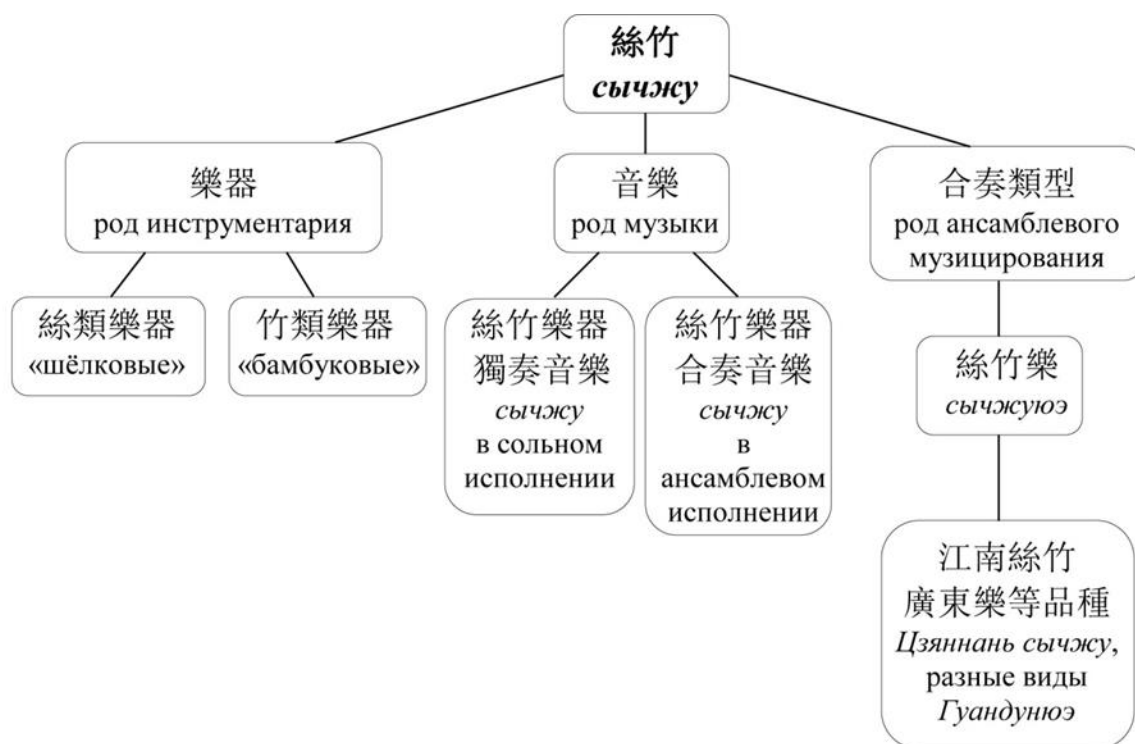 絲竹
сычжу
樂器
род инструментария
音樂
род музыки
合奏類型
род ансамблевого
музицирования
絲類樂器
«шёлковые»
竹類樂器
«бамбуковые»
絲竹樂器
獨奏音樂
сычжу
в сольном
исполнении
絲竹樂器
合奏音樂
сычжу
в
ансамблевом
исполнении
絲竹樂
сычжуюэ
江南絲竹
廣東樂等品種
Цзяннань сычжу,
разные виды
Гуандунюэ